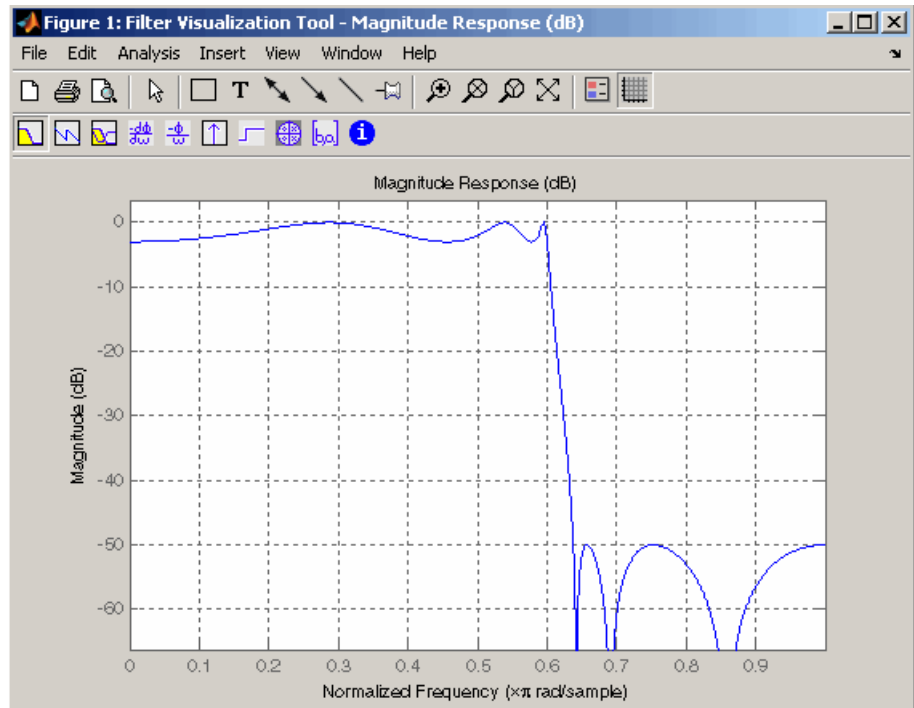 Figure 1: Filter Visualization Tool - Magnitude Response (dB)
File Edit Analysis Insert View Window Help
T
[b,a] i
Magnitude Response (dB)
0
-10
-20
-30
-40
-50
-60
Magnitude (dB)
0 0.1 0.2 0.3 0.4 0.5 0.6 0.7 0.8 0.9
Normalized Frequency (×π rad/sample)